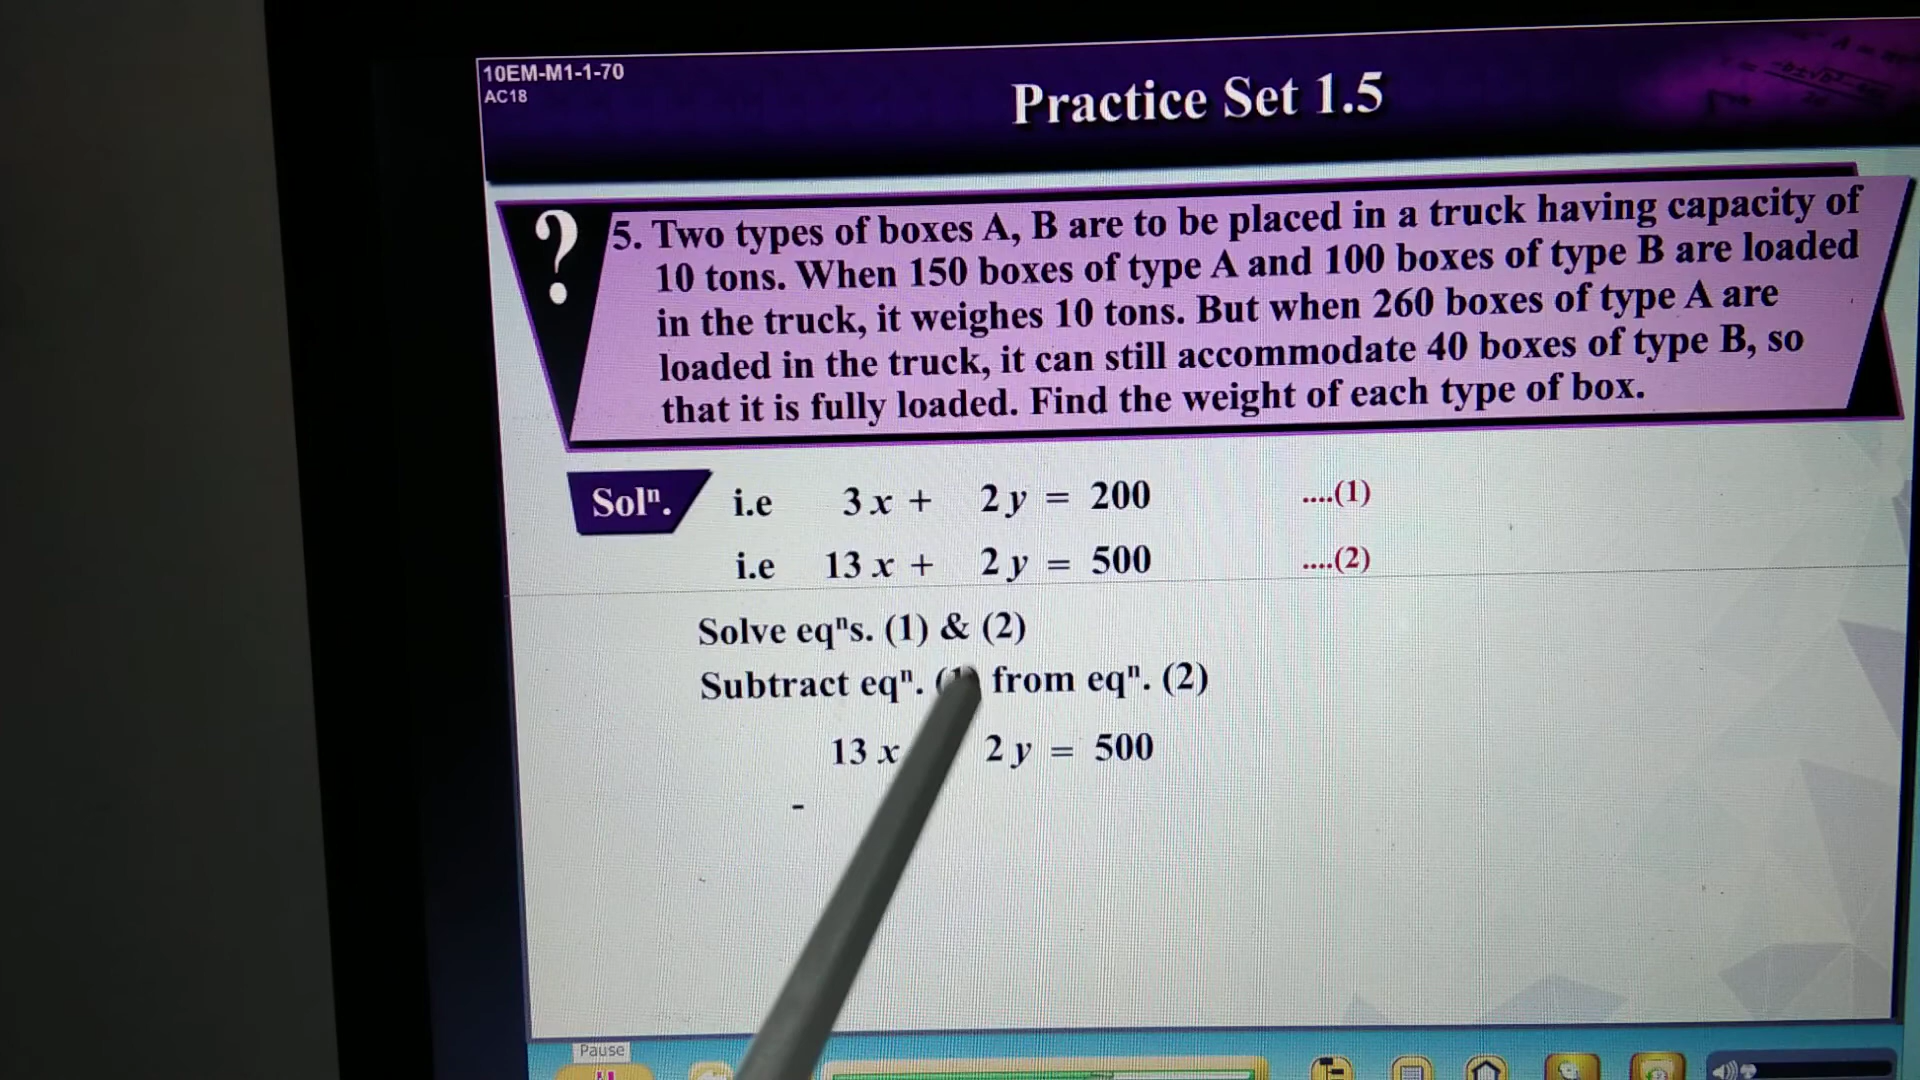 10EM-M1-1-70
AC18
Practice Set 1.5
?
5. Two types of boxes A, B are to be placed in a truck having capacity of
10 tons. When 150 boxes of type A and 100 boxes of type B are loaded
in the truck, it weighes 10 tons. But when 260 boxes of type A are
loaded in the truck, it can still accommodate 40 boxes of type B, so
that it is fully loaded. Find the weight of each type of box.
Solⁿ. i.e 3 x + 2 y = 200 ....(1)
i.e 13 x + 2 y = 500 ....(2)
Solve eqⁿs. (1) & (2)
Subtract eqⁿ. (1) from eqⁿ. (2)
13 x 2 y = 500
-
Pause